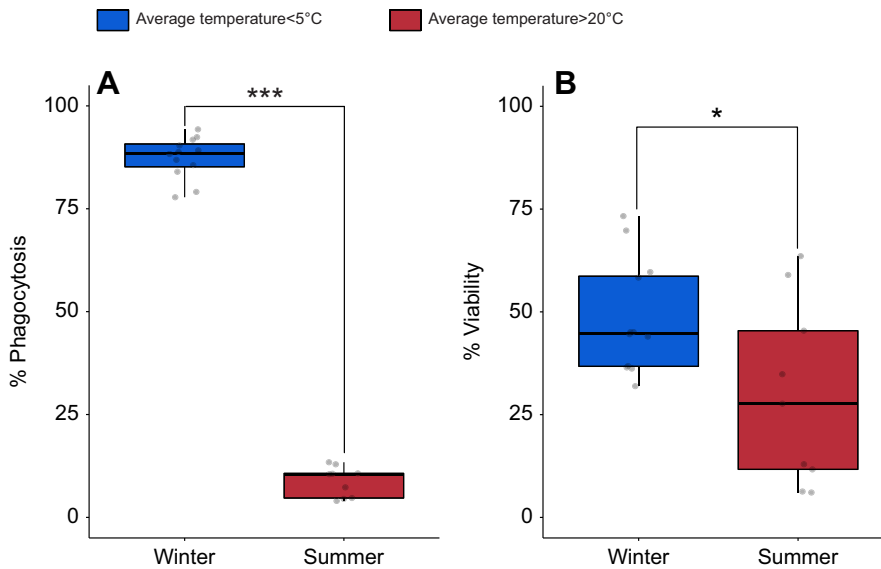 Average temperature<5°C Average temperature>20°C
A
B
***
*
% Phagocytosis
100
75
50
25
0
Winter Summer
% Viability
100
75
50
25
0
Winter Summer